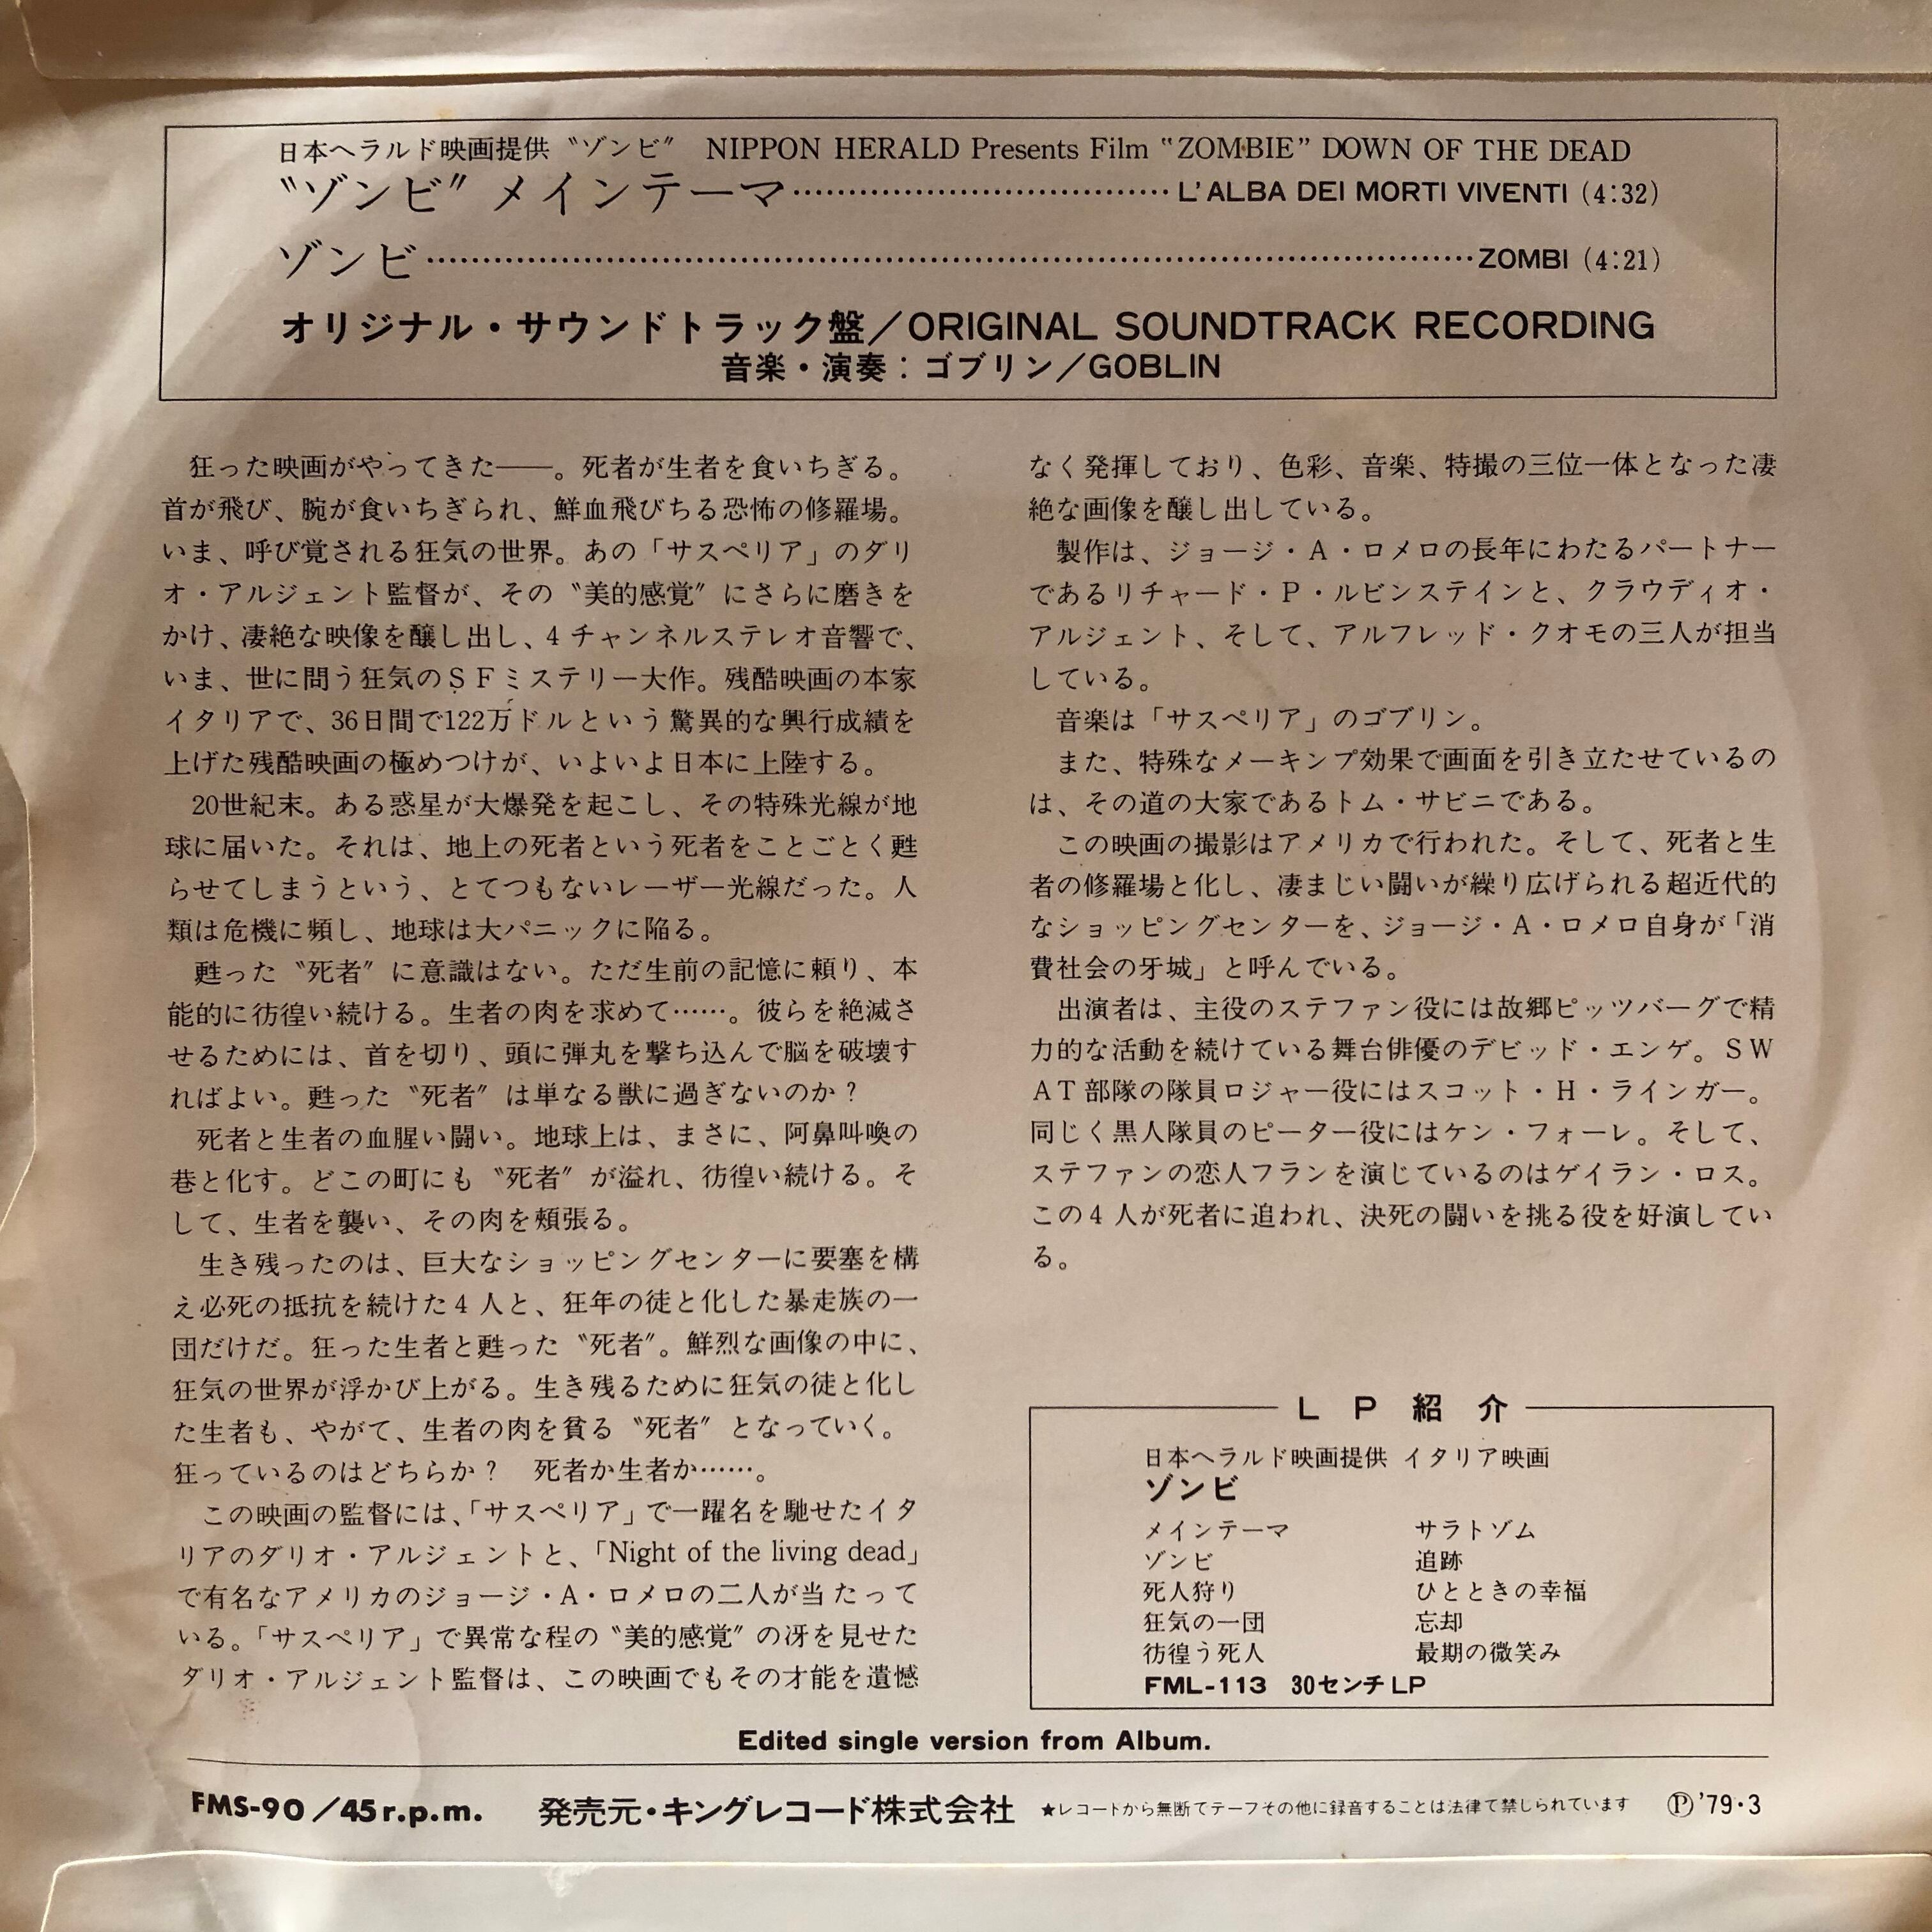 日本ヘラルド映画提供 〝ゾンビ〞 NIPPON HERALD Presents Film "ZOMBIE" DOWN OF THE DEAD
〝ゾンビ〞メインテーマ……………………………L'ALBA DEI MORTI VIVENTI (4:32)
ゾンビ………………………………………………………………………………ZOMBI (4:21)
オリジナル・サウンドトラック盤／ORIGINAL SOUNDTRACK RECORDING
音楽・演奏：ゴブリン／GOBLIN
狂った映画がやってきた——。死者が生者を食いちぎる。
首が飛び、腕が食いちぎられ、鮮血飛びちる恐怖の修羅場。
いま、呼び覚される狂気の世界。あの「サスペリア」のダリ
オ・アルジェント監督が、その〝美的感覚〞にさらに磨きを
かけ、凄絶な映像を醸し出し、4チャンネルステレオ音響で、
いま、世に問う狂気のＳＦミステリー大作。残酷映画の本家
イタリアで、36日間で122万ドルという驚異的な興行成績を
上げた残酷映画の極めつけが、いよいよ日本に上陸する。
20世紀末。ある惑星が大爆発を起こし、その特殊光線が地
球に届いた。それは、地上の死者という死者をことごとく甦
らせてしまうという、とてつもないレーザー光線だった。人
類は危機に頻し、地球は大パニックに陥る。
甦った〝死者〞に意識はない。ただ生前の記憶に頼り、本
能的に彷徨い続ける。生者の肉を求めて……。彼らを絶滅さ
せるためには、首を切り、頭に弾丸を撃ち込んで脳を破壊す
ればよい。甦った〝死者〞は単なる獣に過ぎないのか？
死者と生者の血腥い闘い。地球上は、まさに、阿鼻叫喚の
巷と化す。どこの町にも〝死者〞が溢れ、彷徨い続ける。そ
して、生者を襲い、その肉を頬張る。
生き残ったのは、巨大なショッピングセンターに要塞を構
え必死の抵抗を続けた4人と、狂年の徒と化した暴走族の一
団だけだ。狂った生者と甦った〝死者〞。鮮烈な画像の中に、
狂気の世界が浮かび上がる。生き残るために狂気の徒と化し
た生者も、やがて、生者の肉を貧る〝死者〞となっていく。
狂っているのはどちらか？　死者か生者か……。
この映画の監督には、「サスペリア」で一躍名を馳せたイタ
リアのダリオ・アルジェントと、「Night of the living dead」
で有名なアメリカのジョージ・A・ロメロの二人が当たって
いる。「サスペリア」で異常な程の〝美的感覚〞の冴を見せた
ダリオ・アルジェント監督は、この映画でもその才能を遺憾
なく発揮しており、色彩、音楽、特撮の三位一体となった凄
絶な画像を醸し出している。
製作は、ジョージ・A・ロメロの長年にわたるパートナー
であるリチャード・P・ルビンステインと、クラウディオ・
アルジェント、そして、アルフレッド・クオモの三人が担当
している。
音楽は「サスペリア」のゴブリン。
また、特殊なメーキンプ効果で画面を引き立たせているの
は、その道の大家であるトム・サビニである。
この映画の撮影はアメリカで行われた。そして、死者と生
者の修羅場と化し、凄まじい闘いが繰り広げられる超近代的
なショッピングセンターを、ジョージ・A・ロメロ自身が「消
費社会の牙城」と呼んでいる。
出演者は、主役のステファン役には故郷ピッツバーグで精
力的な活動を続けている舞台俳優のデビッド・エンゲ。ＳＷ
ＡＴ部隊の隊員ロジャー役にはスコット・H・ラインガー。
同じく黒人隊員のピーター役にはケン・フォーレ。そして、
ステファンの恋人フランを演じているのはゲイラン・ロス。
この4人が死者に追われ、決死の闘いを挑る役を好演してい
る。
ＬＰ紹介
日本ヘラルド映画提供 イタリア映画
ゾンビ
メインテーマ　サラトゾム
ゾンビ　追跡
死人狩り　ひとときの幸福
狂気の一団　忘却
彷徨う死人　最期の微笑み
FML-113 30センチLP
Edited single version from Album.
FMS-90／45r.p.m. 発売元・キングレコード株式会社 ★レコードから無断でテープその他に録音することは法律で禁じられています Ⓟ'79・3